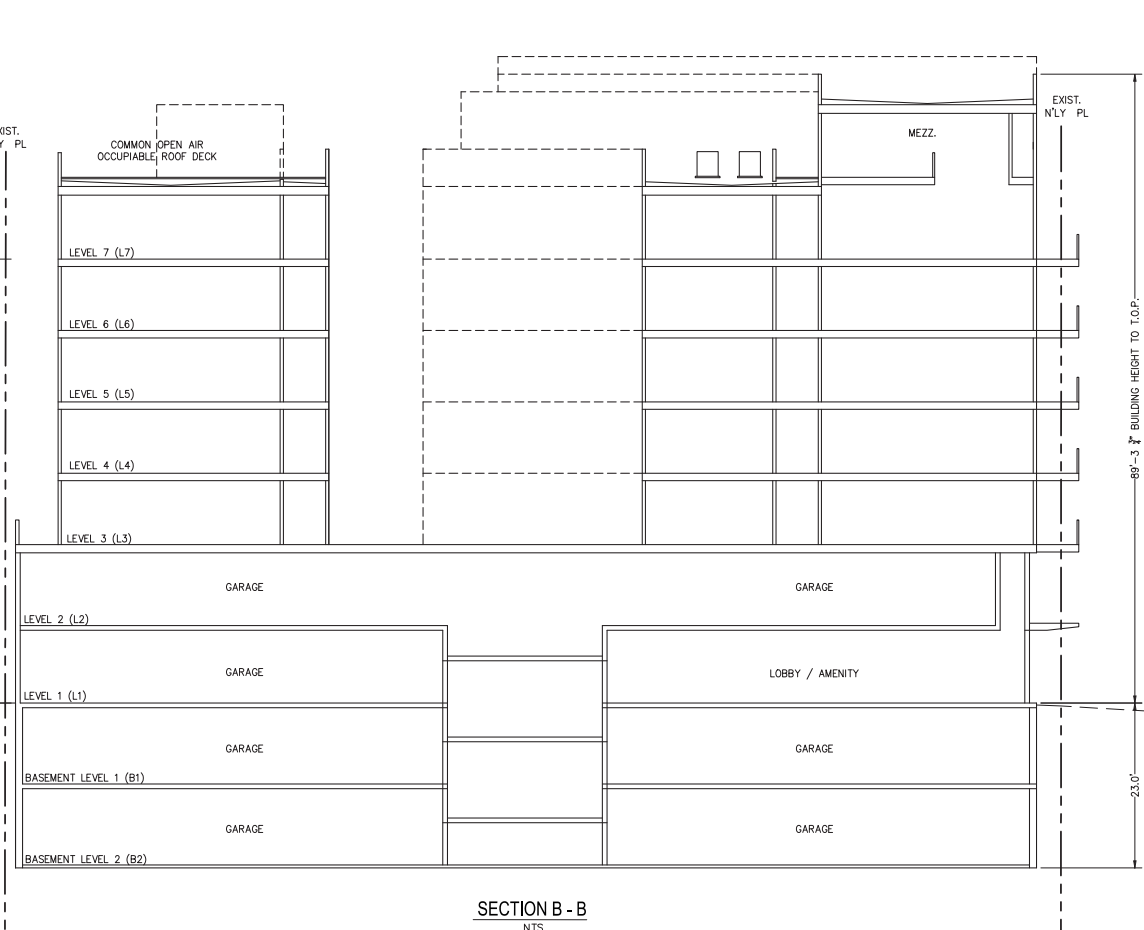 EXIST.
N'LY PL
XIST.
Y PL
COMMON OPEN AIR
OCCUPIABLE ROOF DECK
MEZZ.
LEVEL 7 (L7)
LEVEL 6 (L6)
LEVEL 5 (L5)
LEVEL 4 (L4)
LEVEL 3 (L3)
89'-3 ¾" BUILDING HEIGHT TO T.O.P.
GARAGE
GARAGE
LEVEL 2 (L2)
GARAGE
LOBBY / AMENITY
LEVEL 1 (L1)
GARAGE
GARAGE
BASEMENT LEVEL 1 (B1)
23.0'
GARAGE
GARAGE
BASEMENT LEVEL 2 (B2)
SECTION B - B
NTS